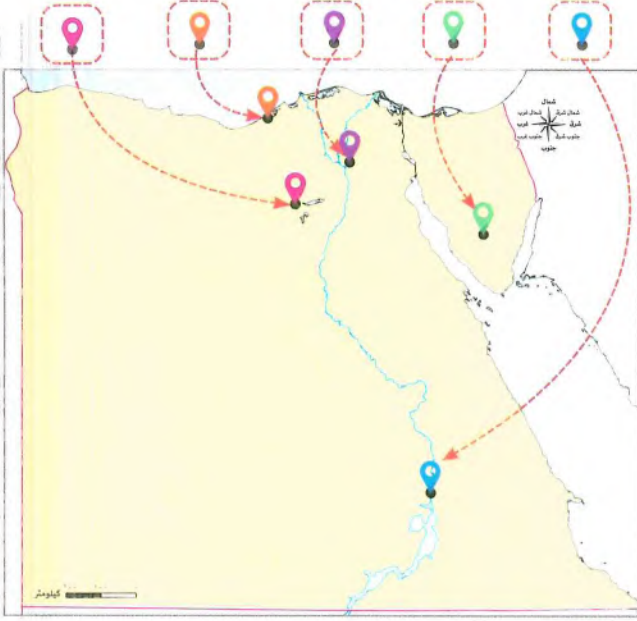 شمال
شمال شرق شمال غرب
شرق غرب
جنوب شرق جنوب غرب
جنوب
كيلومتر